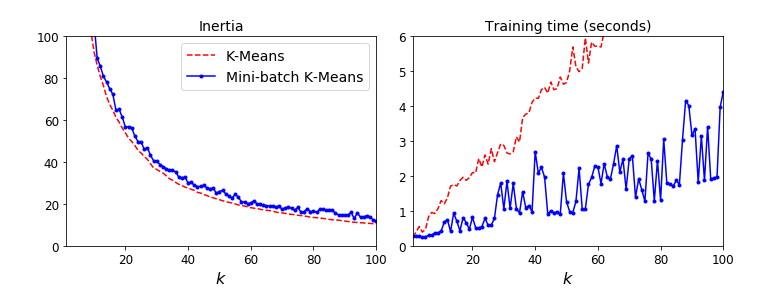 Inertia
100
80
60
40
20
0
20 40 60 80 100
k
K-Means
Mini-batch K-Means
Training time (seconds)
6
5
4
3
2
1
0
20 40 60 80 100
k